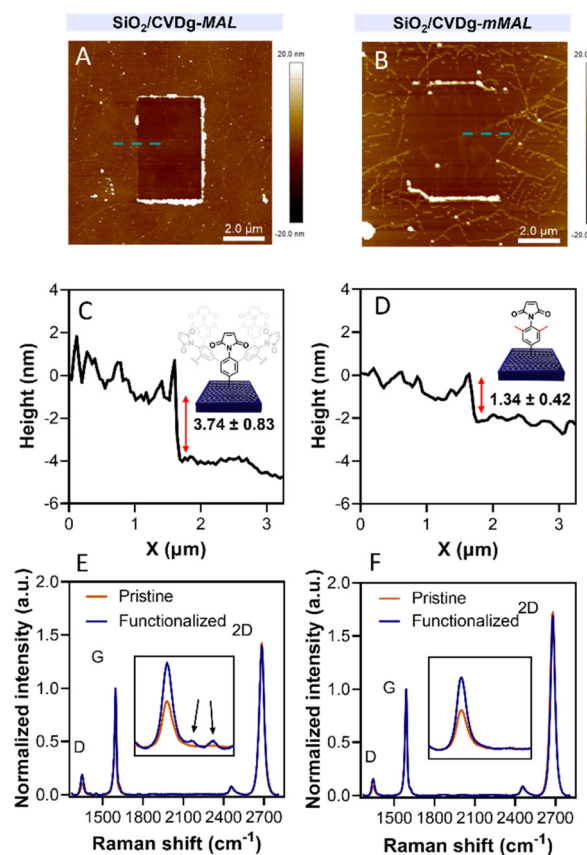 SiO₂/CVDg-MAL
SiO₂/CVDg-mMAL
A
20.0 nm
-20.0 nm
2.0 µm
B
20.0
-20.0
2.0 µm
C
4
2
0
-2
-4
-6
0
1
2
3
Height (nm)
X (µm)
3.74 ± 0.83
O
N
O
O
N
O
D
4
2
0
-2
-4
-6
0
1
2
3
Height (nm)
X (µm)
1.34 ± 0.42
O
N
O
E
2.0
1.5
1.0
0.5
0.0
1500
1800
2100
2400
2700
Normalized intensity (a.u.)
Raman shift (cm⁻¹)
Pristine
Functionalized
2D
G
D
F
2.0
1.5
1.0
0.5
0.0
1500
1800
2100
2400
2700
Normalized intensity (a.u.)
Raman shift (cm⁻¹)
Pristine
Functionalized
2D
G
D